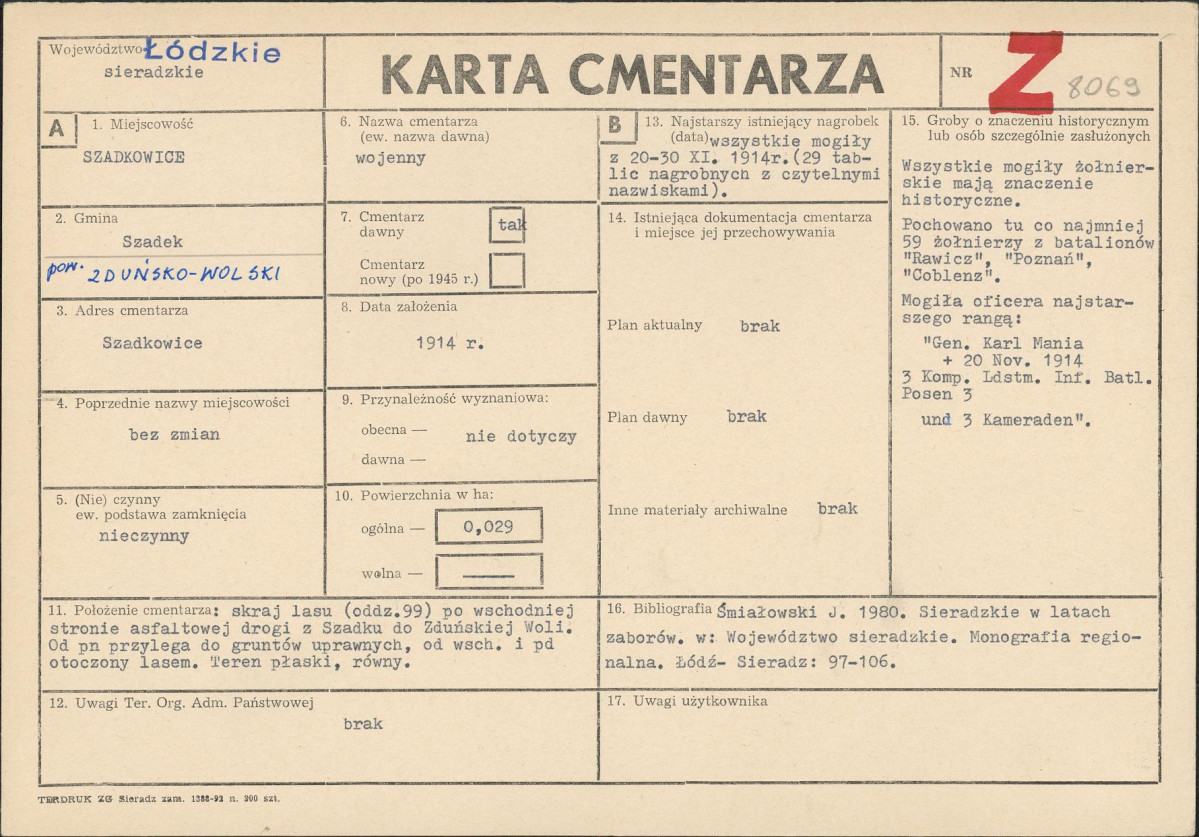 Województwo Łódzkie
sieradzkie
KARTA CMENTARZA
NR Z 8069
A
1. Miejscowość
SZADKOWICE
2. Gmina
Szadek
pow. ZDUŃSKO-WOLSKI
3. Adres cmentarza
Szadkowice
4. Poprzednie nazwy miejscowości
bez zmian
5. (Nie) czynny
ew. podstawa zamknięcia
nieczynny
6. Nazwa cmentarza
(ew. nazwa dawna)
wojenny
7. Cmentarz
dawny
tak
Cmentarz
nowy (po 1945 r.)
8. Data założenia
1914 r.
9. Przynależność wyznaniowa:
obecna —
nie dotyczy
dawna —
10. Powierzchnia w ha:
ogólna — 0,029
wolna — ———
B
13. Najstarszy istniejący nagrobek
(data) wszystkie mogiły
z 20-30 XI. 1914r.(29 tab-
lic nagrobnych z czytelnymi
nazwiskami).
14. Istniejąca dokumentacja cmentarza
i miejsce jej przechowywania
Plan aktualny brak
Plan dawny brak
Inne materiały archiwalne brak
15. Groby o znaczeniu historycznym
lub osób szczególnie zasłużonych
Wszystkie mogiły żołnier-
skie mają znaczenie
historyczne.
Pochowano tu co najmniej
59 żołnierzy z batalionów
"Rawicz", "Poznań",
"Coblenz".
Mogiła oficera najstar-
szego rangą:
"Gen. Karl Mania
+ 20 Nov. 1914
3 Komp. Ldstm. Inf. Batl.
Posen 3
und 3 Kameraden".
11. Położenie cmentarza: skraj lasu (oddz.99) po wschodniej
stronie asfaltowej drogi z Szadku do Zduńskiej Woli.
Od pn przylega do gruntów uprawnych, od wsch. i pd
otoczony lasem. Teren płaski, równy.
12. Uwagi Ter. Org. Adm. Państwowej
brak
16. Bibliografia Śmiałowski J. 1980. Sieradzkie w latach
zaborów. w: Województwo sieradzkie. Monografia regio-
nalna. Łódź- Sieradz: 97-106.
17. Uwagi użytkownika
TERDRUK ZG Sieradz zam. 1388-92 n. 200 szt.